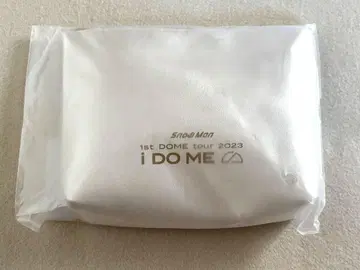 Snow Man
1st DOME tour 2023
i DO ME